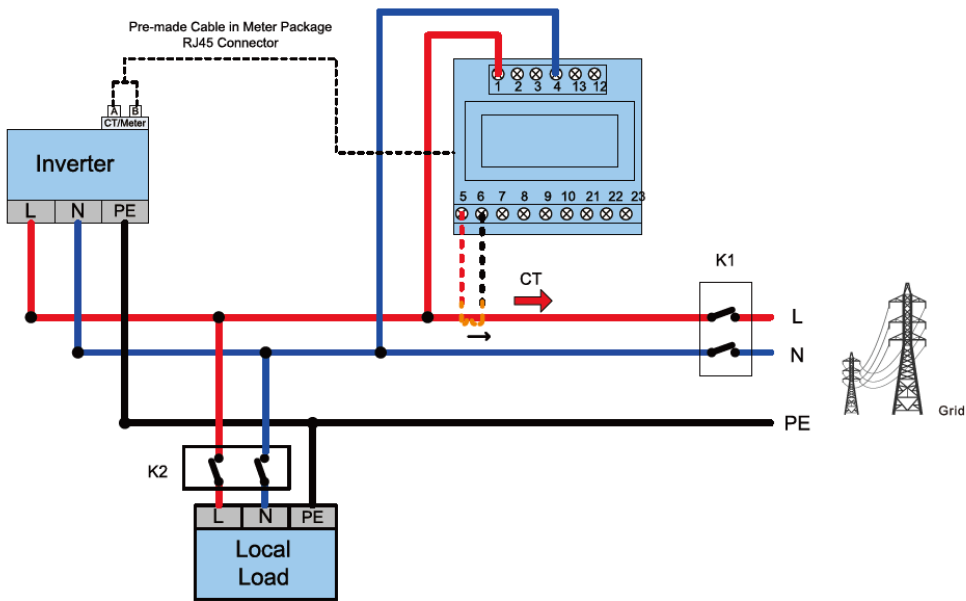 Pre-made Cable in Meter Package
RJ45 Connector
1 2 3 4 13 12
A B
CT/Meter
Inverter
L N PE
5 6 7 8 9 10 21 22 23
K1
CT
L
N
Grid
PE
K2
L N PE
Local
Load